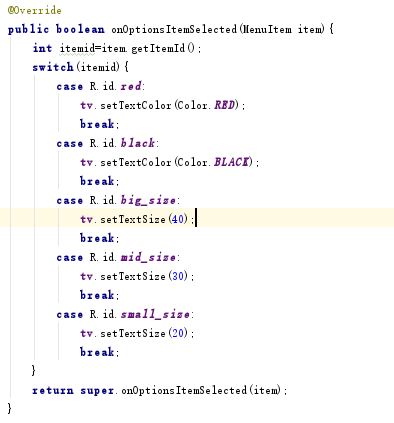 @Override
public boolean onOptionsItemSelected(MenuItem item){
    int itemid=item.getItemId();
    switch(itemid){
        case R.id.red:
            tv.setTextColor(Color.RED);
            break;
        case R.id.black:
            tv.setTextColor(Color.BLACK);
            break;
        case R.id.big_size:
            tv.setTextSize(40);
            break;
        case R.id.mid_size:
            tv.setTextSize(30);
            break;
        case R.id.small_size:
            tv.setTextSize(20);
            break;
    }
    return super.onOptionsItemSelected(item);
}